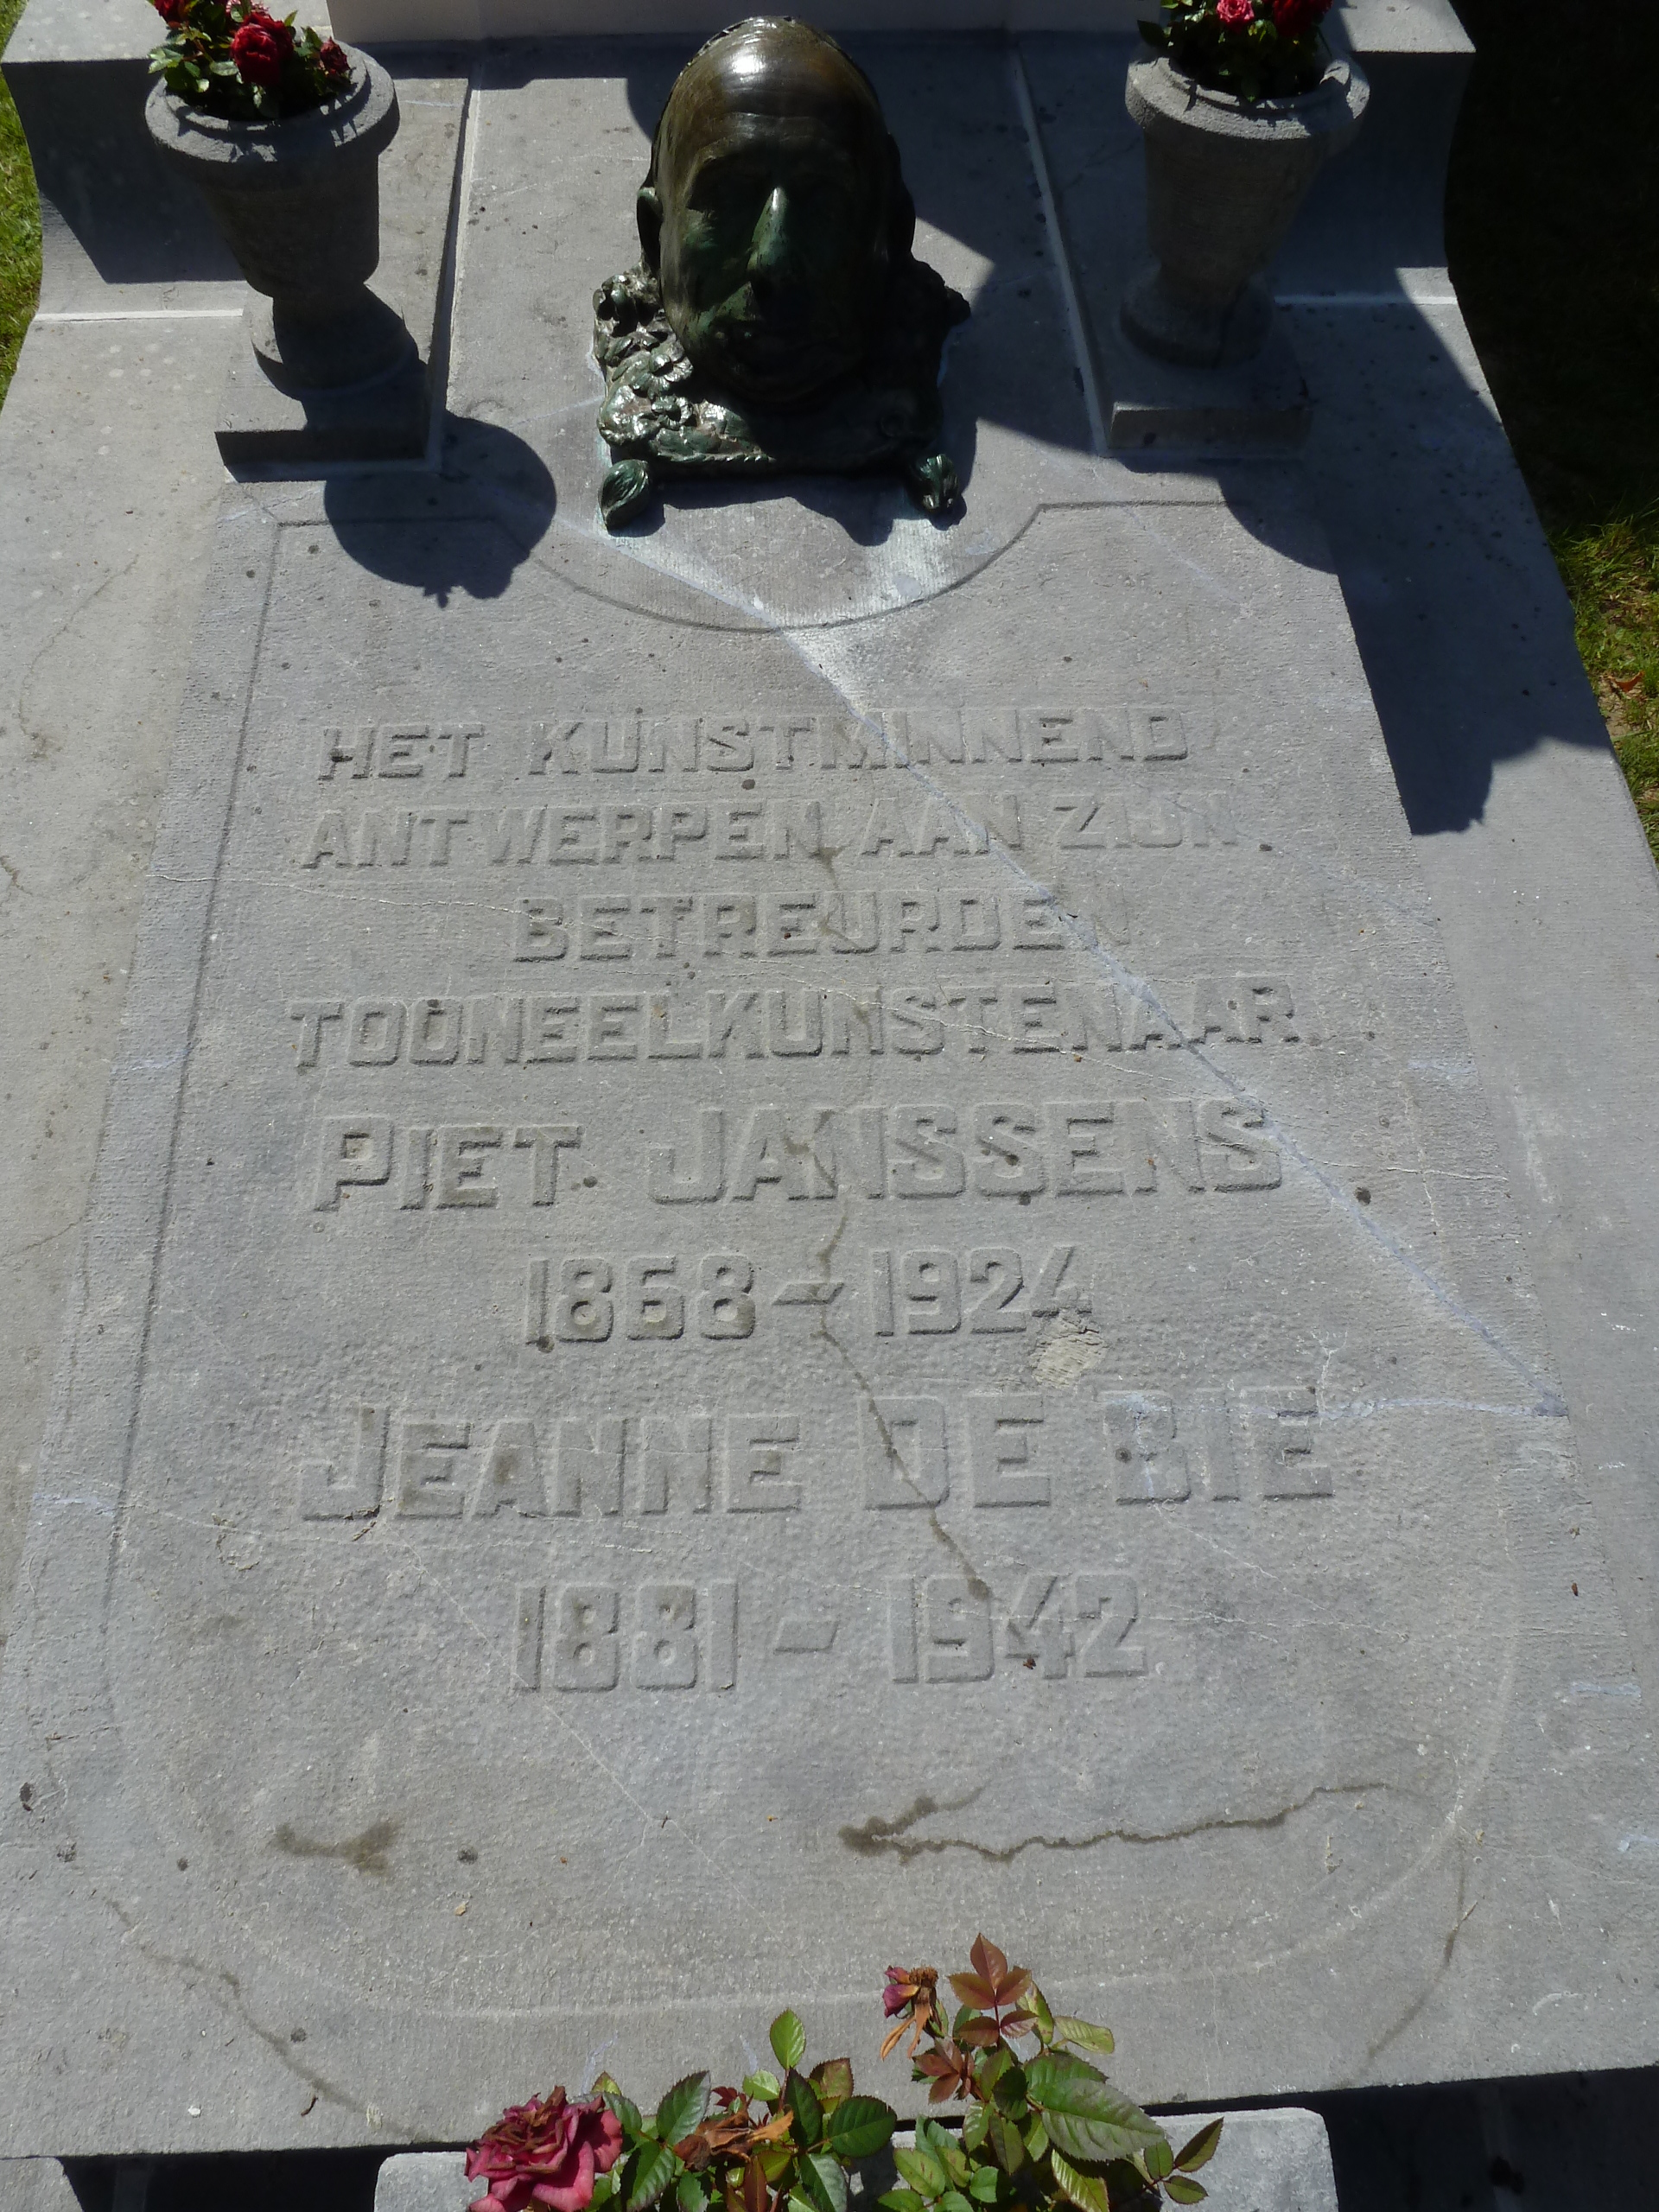 HET KUNSTMINNEND
ANTWERPEN AAN ZIJN
BETREURDEN
TOONEELKUNSTENAAR
PIET JANSSENS
1868 - 1924
JEANNE DE BIE
1881 - 1942